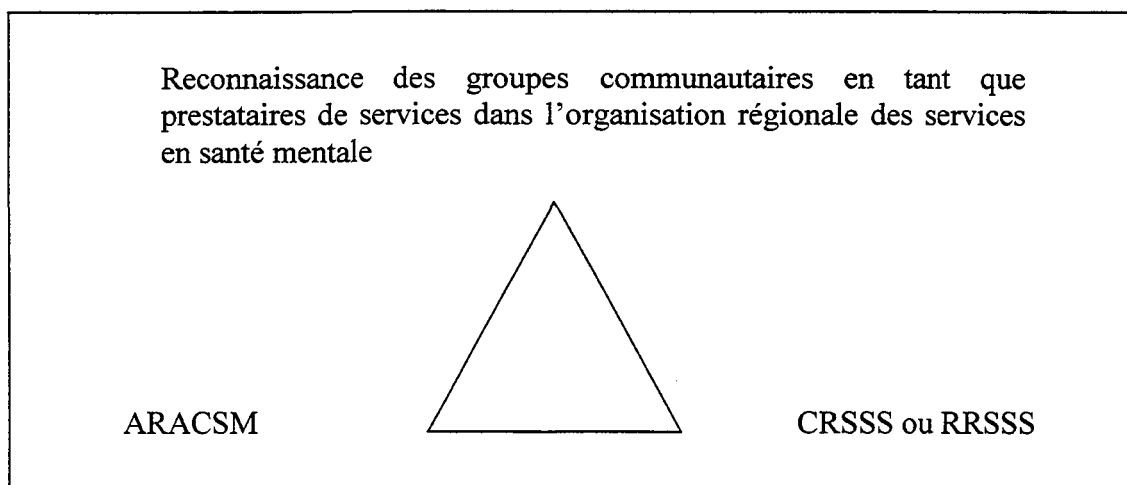 Reconnaissance des groupes communautaires en tant que
prestataires de services dans l'organisation régionale des services
en santé mentale
ARACSM
CRSSS ou RRSSS